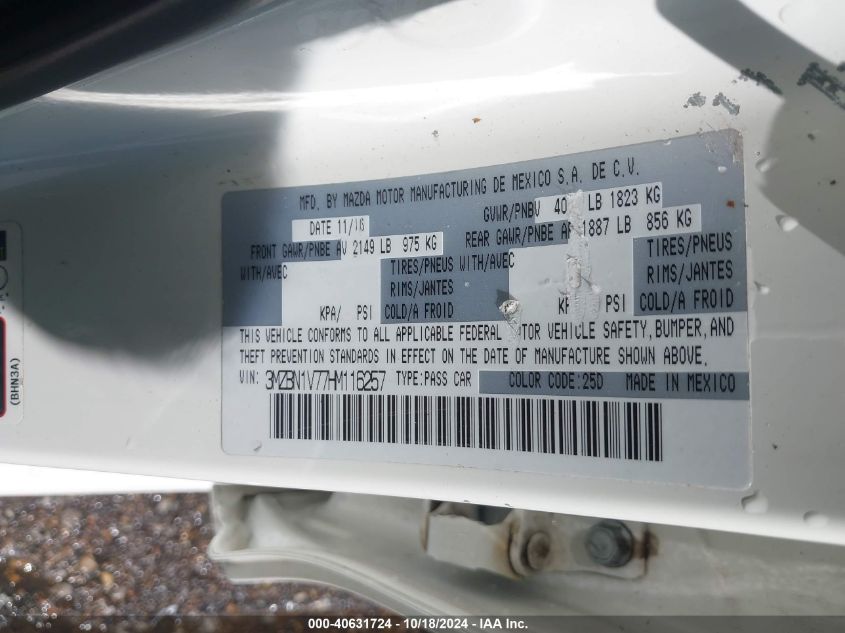 MFD. BY MAZDA MOTOR MANUFACTURING DE MEXICO S.A. DE C.V.
DATE 11/16 GVWR/PNBV 40 LB 1823 KG
FRONT GAWR/PNBE AV 2149 LB 975 KG REAR GAWR/PNBE 1887 LB 856 KG
WITH/AVEC TIRES/PNEUS WITH/AVEC TIRES/PNEUS
RIMS/JANTES RIMS/JANTES
KPA/ PSI COLD/A FROID PSI COLD/A FROID
THIS VEHICLE CONFORMS TO ALL APPLICABLE FEDERAL TOR VEHICLE SAFETY, BUMPER, AND
THEFT PREVENTION STANDARDS IN EFFECT ON THE DATE OF MANUFACTURE SHOWN ABOVE.
VIN: 3MZBN1V77HM116257 TYPE:PASS CAR COLOR CODE:25D MADE IN MEXICO
(BHN3A)
000-40631724 - 10/18/2024 - IAA Inc.